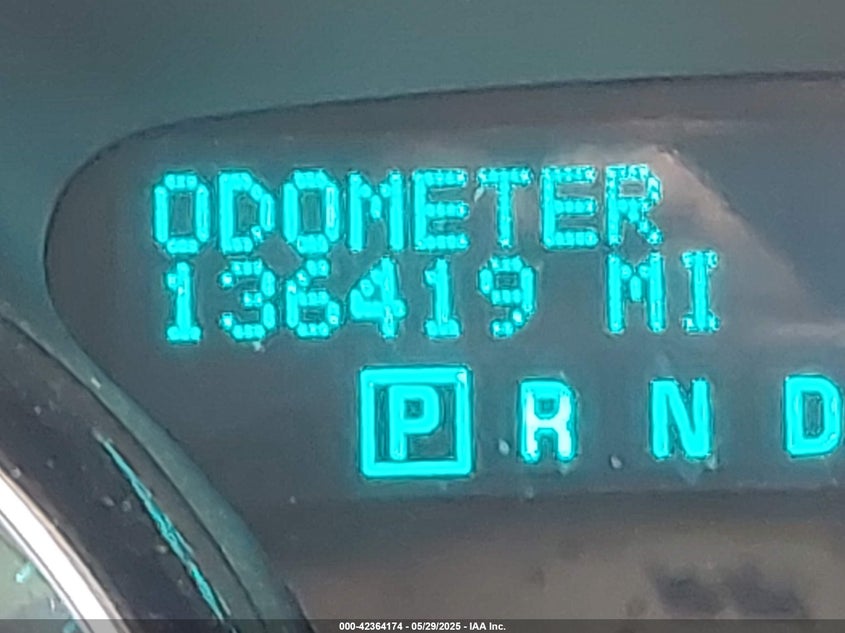 ODOMETER
136419 MI
P R N D
000-42364174 - 05/29/2025 - IAA Inc.